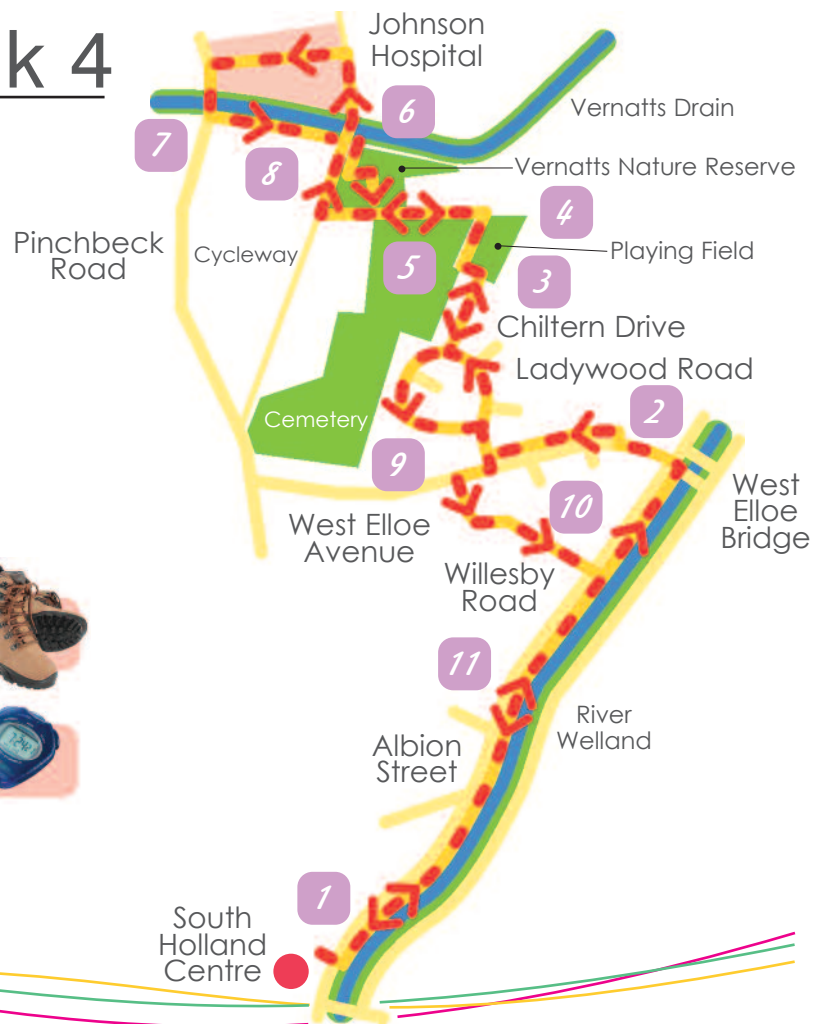 k 4
Johnson
Hospital
6
Vernatts Drain
7
8
Vernatts Nature Reserve
4
Pinchbeck
Road
Cycleway
5
Playing Field
3
Chiltern Drive
Ladywood Road
2
Cemetery
9
West Elloe
Avenue
10
West
Elloe
Bridge
Willesby
Road
11
River
Welland
Albion
Street
1
South
Holland
Centre